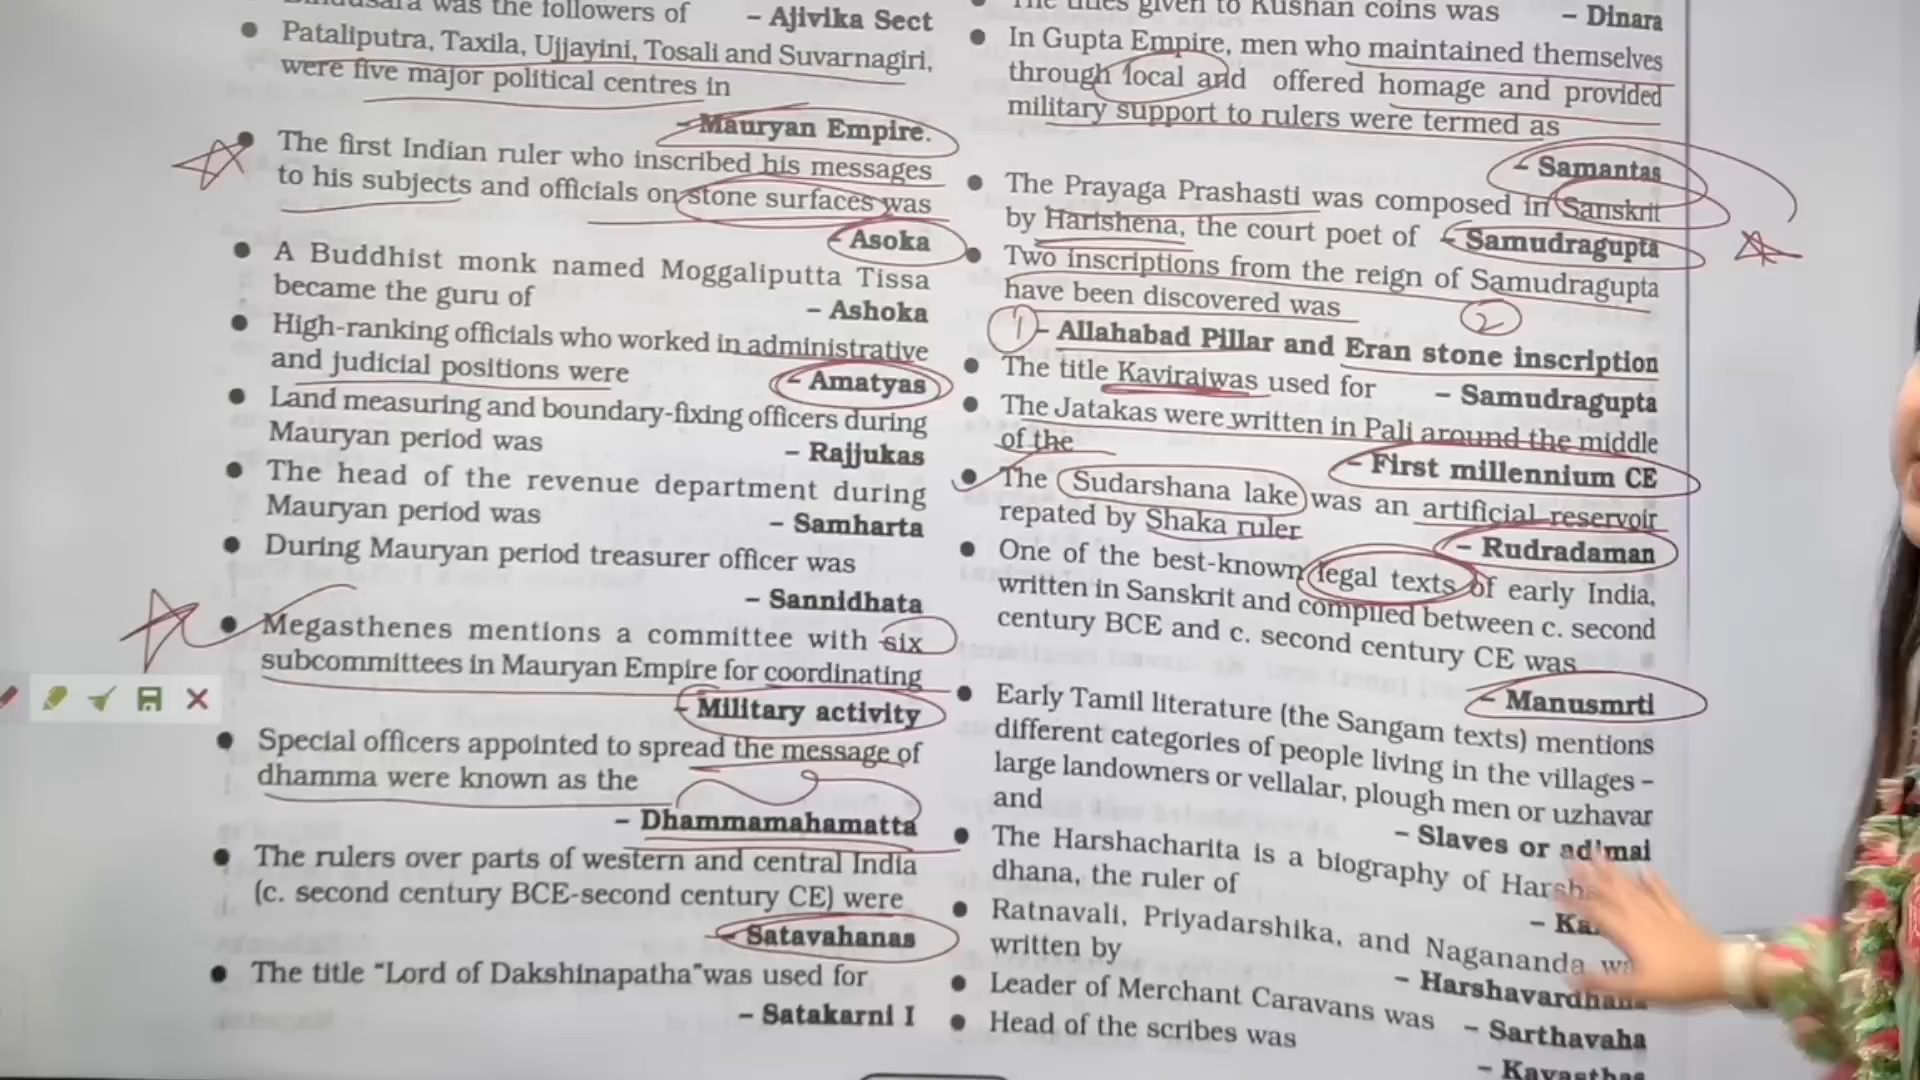 was the followers of – Ajivika Sect
• Pataliputra, Taxila, Ujjayini, Tosali and Suvarnagiri,
were five major political centres in
– Mauryan Empire.
• The first Indian ruler who inscribed his messages
to his subjects and officials on stone surfaces was
– Asoka
• A Buddhist monk named Moggaliputta Tissa
became the guru of – Ashoka
• High-ranking officials who worked in administrative
and judicial positions were – Amatyas
• Land measuring and boundary-fixing officers during
Mauryan period was – Rajjukas
• The head of the revenue department during
Mauryan period was – Samharta
• During Mauryan period treasurer officer was
– Sannidhata
• Megasthenes mentions a committee with six
subcommittees in Mauryan Empire for coordinating
– Military activity
• Special officers appointed to spread the message of
dhamma were known as the
– Dhammamahamatta
• The rulers over parts of western and central India
(c. second century BCE-second century CE) were
– Satavahanas
• The title "Lord of Dakshinapatha"was used for
– Satakarni I
• The titles given to Kushan coins was – Dinara
• In Gupta Empire, men who maintained themselves
through local and offered homage and provided
military support to rulers were termed as
– Samantas
• The Prayaga Prashasti was composed in Sanskrit
by Harishena, the court poet of – Samudragupta
• Two inscriptions from the reign of Samudragupta
have been discovered was
1 2
– Allahabad Pillar and Eran stone inscription
• The title Kavirajwas used for – Samudragupta
• The Jatakas were written in Pali around the middle
of the – First millennium CE
• The Sudarshana lake was an artificial reservoir
repated by Shaka ruler – Rudradaman
• One of the best-known legal texts of early India,
written in Sanskrit and compiled between c. second
century BCE and c. second century CE was
– Manusmrti
• Early Tamil literature (the Sangam texts) mentions
different categories of people living in the villages –
large landowners or vellalar, plough men or uzhavar
and – Slaves or adimai
• The Harshacharita is a biography of
dhana, the ruler of
• Ratnavali, Priyadarshika, and Nagananda
written by – Harshavardhana
• Leader of Merchant Caravans was – Sarthavaha
• Head of the scribes was
– Kayasthas